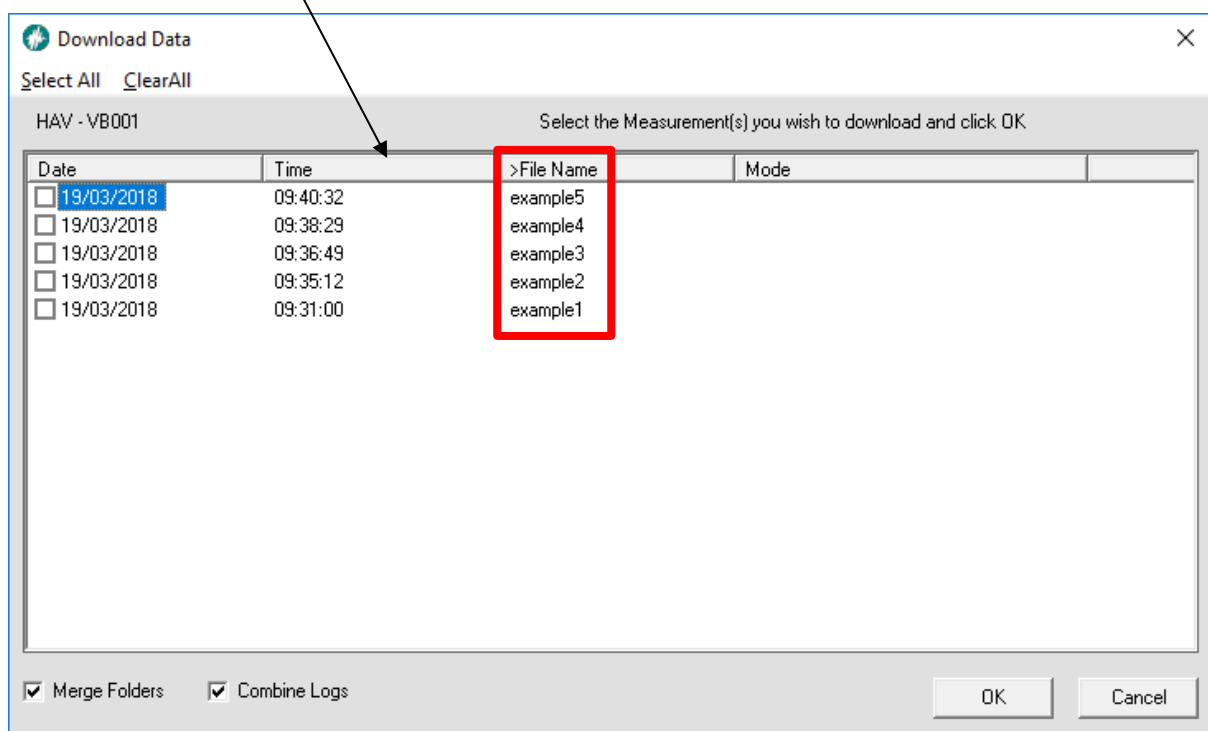 Download Data
Select All ClearAll
HAV - VB001 Select the Measurement(s) you wish to download and click OK
Date Time >File Name Mode
19/03/2018 09:40:32 example5
19/03/2018 09:38:29 example4
19/03/2018 09:36:49 example3
19/03/2018 09:35:12 example2
19/03/2018 09:31:00 example1
Merge Folders Combine Logs OK Cancel